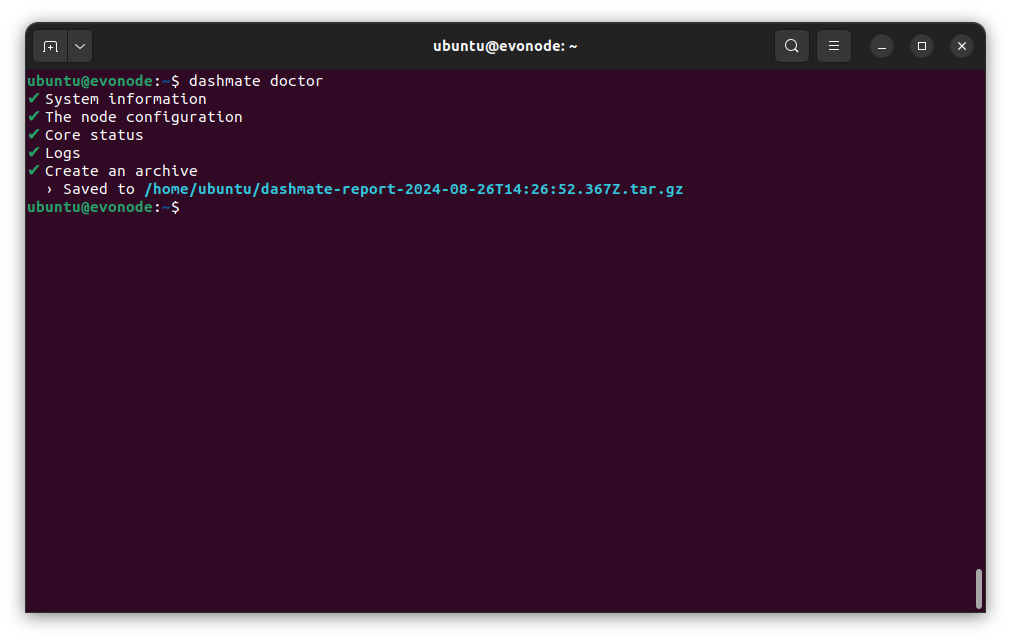 ubuntu@evonode: ~
ubuntu@evonode:~$ dashmate doctor
✔ System information
✔ The node configuration
✔ Core status
✔ Logs
✔ Create an archive
› Saved to /home/ubuntu/dashmate-report-2024-08-26T14:26:52.367Z.tar.gz
ubuntu@evonode:~$